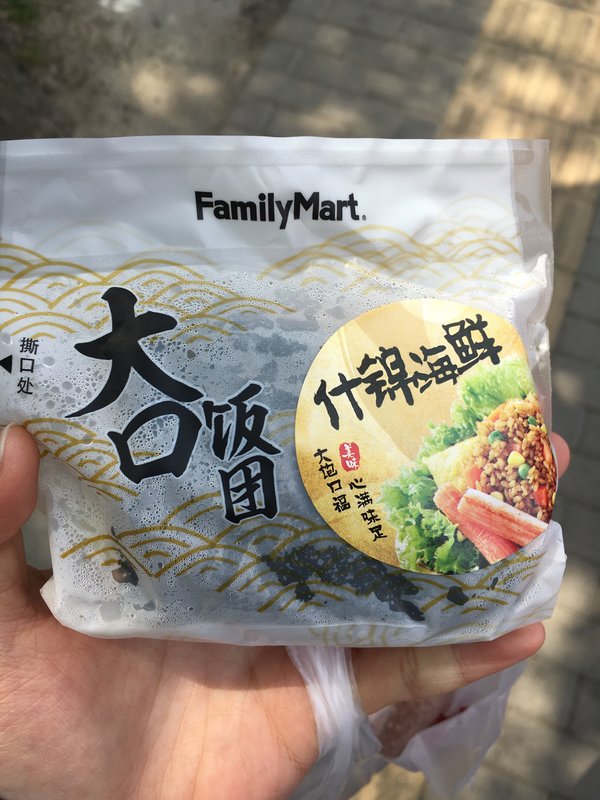 FamilyMart
撕口处
大口
饭团
什锦海鲜
美味
大饱口福
心满味足